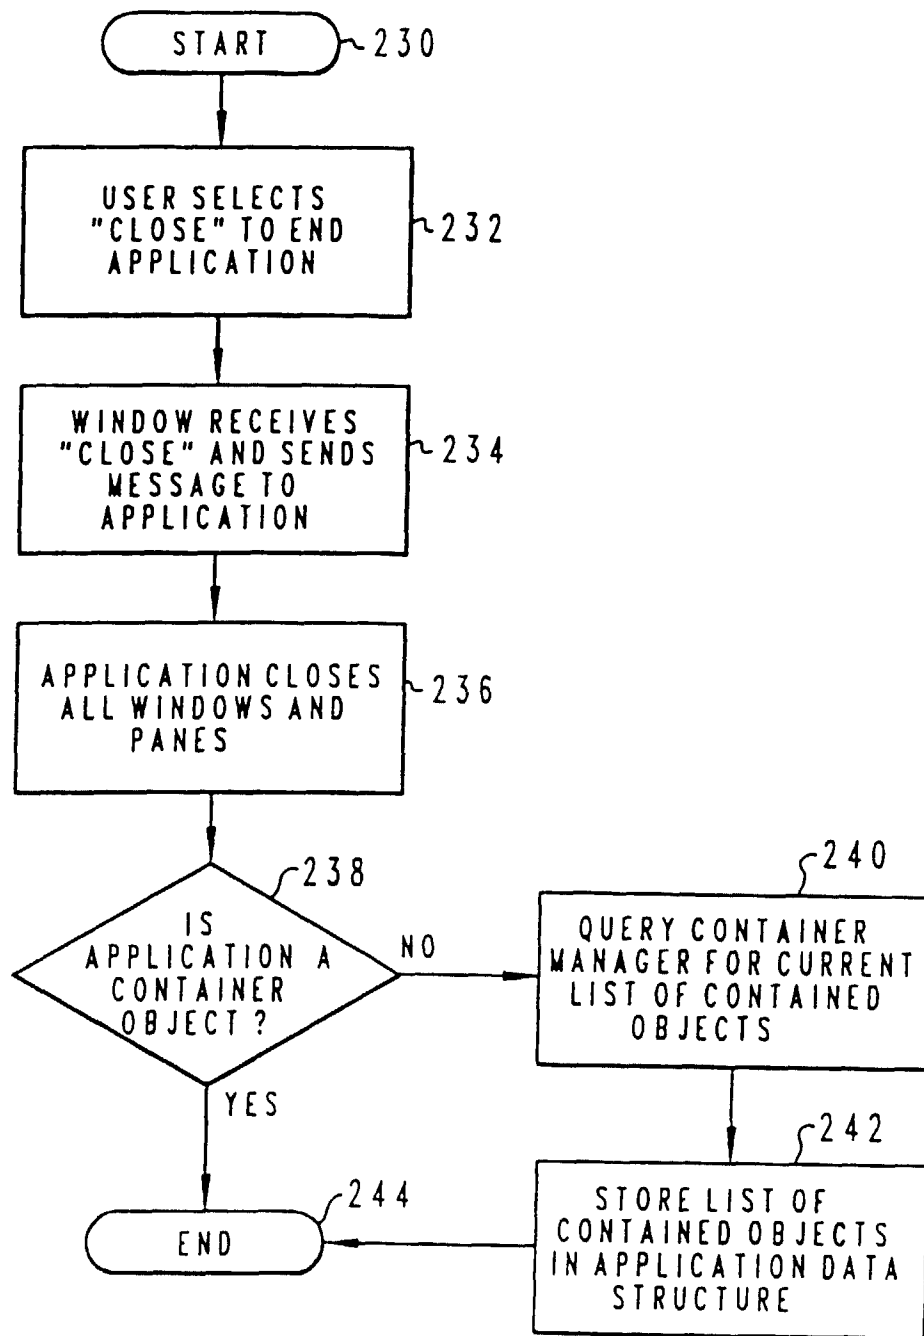 START
230
USER SELECTS
"CLOSE" TO END
APPLICATION
232
WINDOW RECEIVES
"CLOSE" AND SENDS
MESSAGE TO
APPLICATION
234
APPLICATION CLOSES
ALL WINDOWS AND
PANES
236
238
IS
APPLICATION A
CONTAINER
OBJECT?
NO
YES
240
QUERY CONTAINER
MANAGER FOR CURRENT
LIST OF CONTAINED
OBJECTS
242
STORE LIST OF
CONTAINED OBJECTS
IN APPLICATION DATA
STRUCTURE
244
END